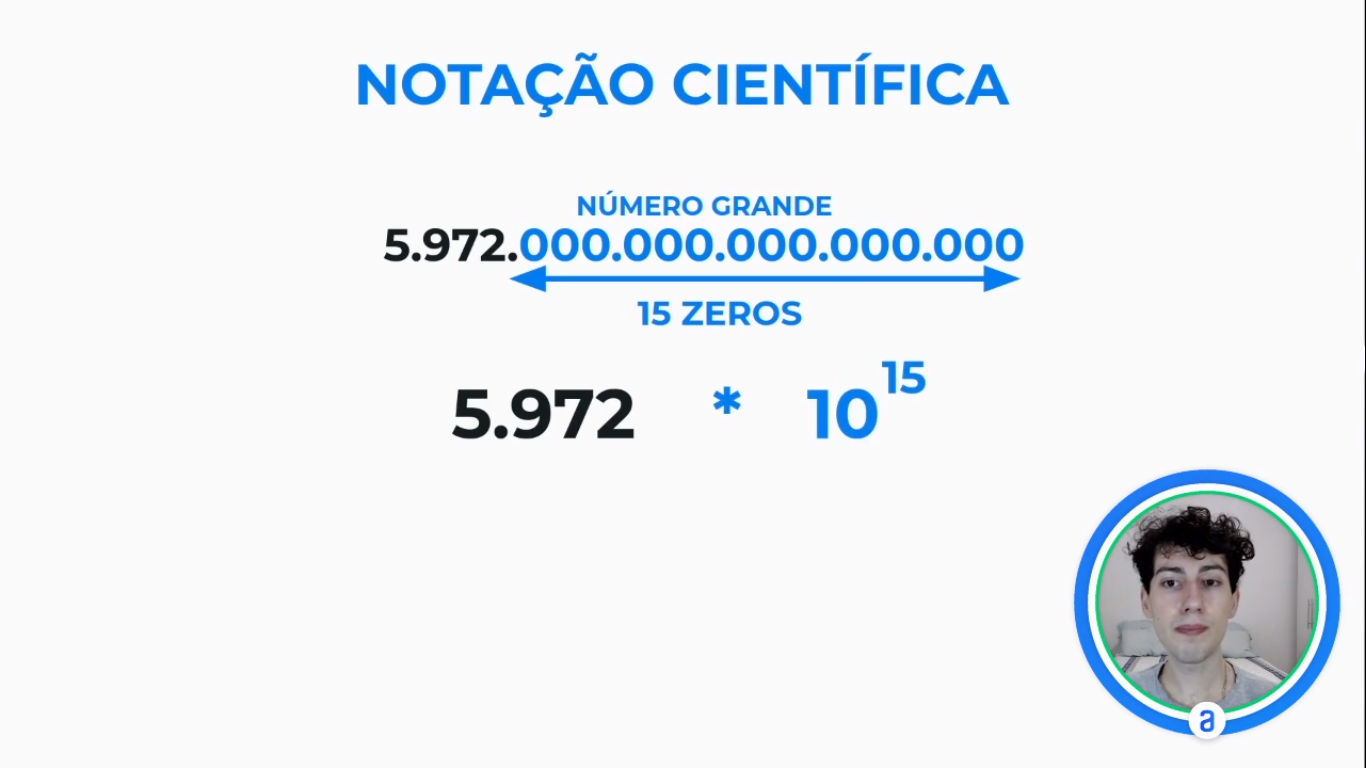 NOTAÇÃO CIENTÍFICA
NÚMERO GRANDE
5.972.000.000.000.000.000
15 ZEROS
5.972 * 10^15
a